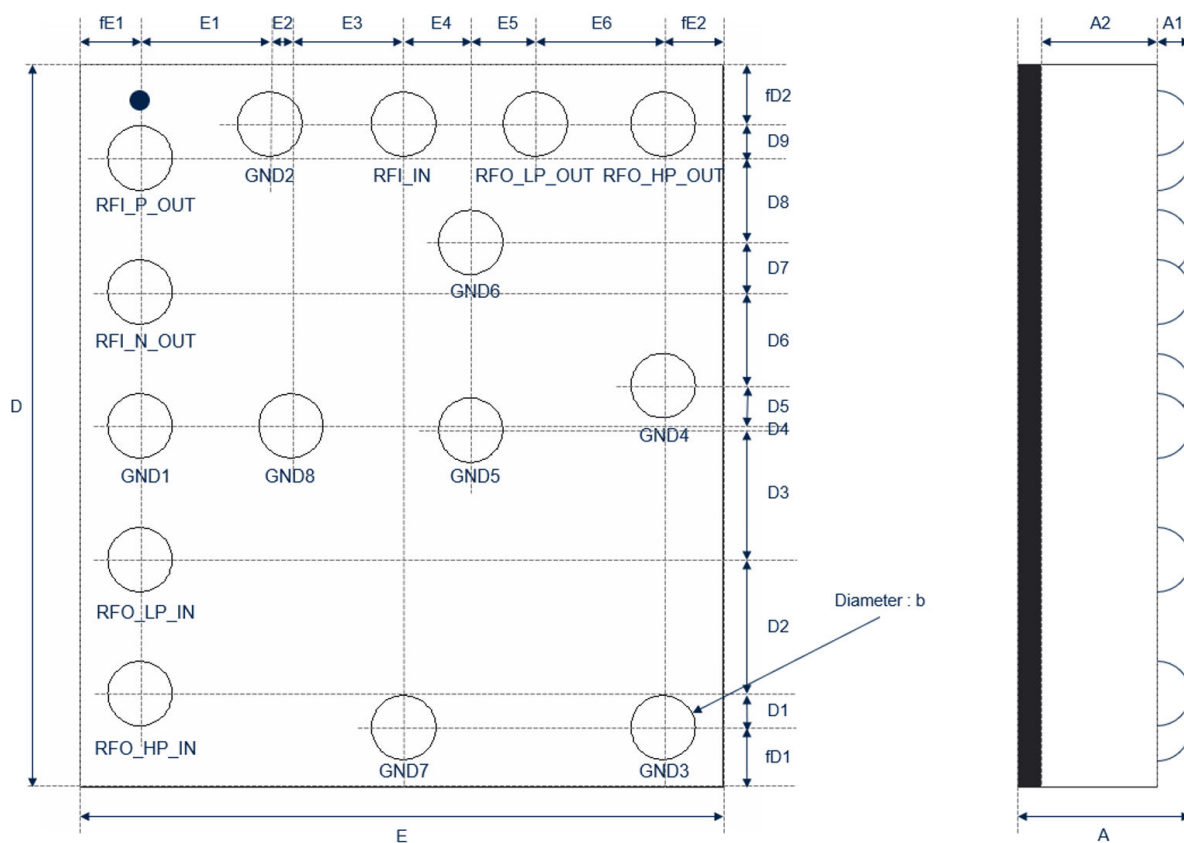 fE1 E1 E2 E3 E4 E5 E6 fE2 A2 A1
fD2
D9
GND2 RFI_IN RFO_LP_OUT RFO_HP_OUT
RFI_P_OUT
D8
D7
GND6
RFI_N_OUT
D6
D
D5
D4
GND4
GND1 GND8 GND5
D3
Diameter : b
RFO_LP_IN
D2
D1
RFO_HP_IN
fD1
GND7 GND3
E
A